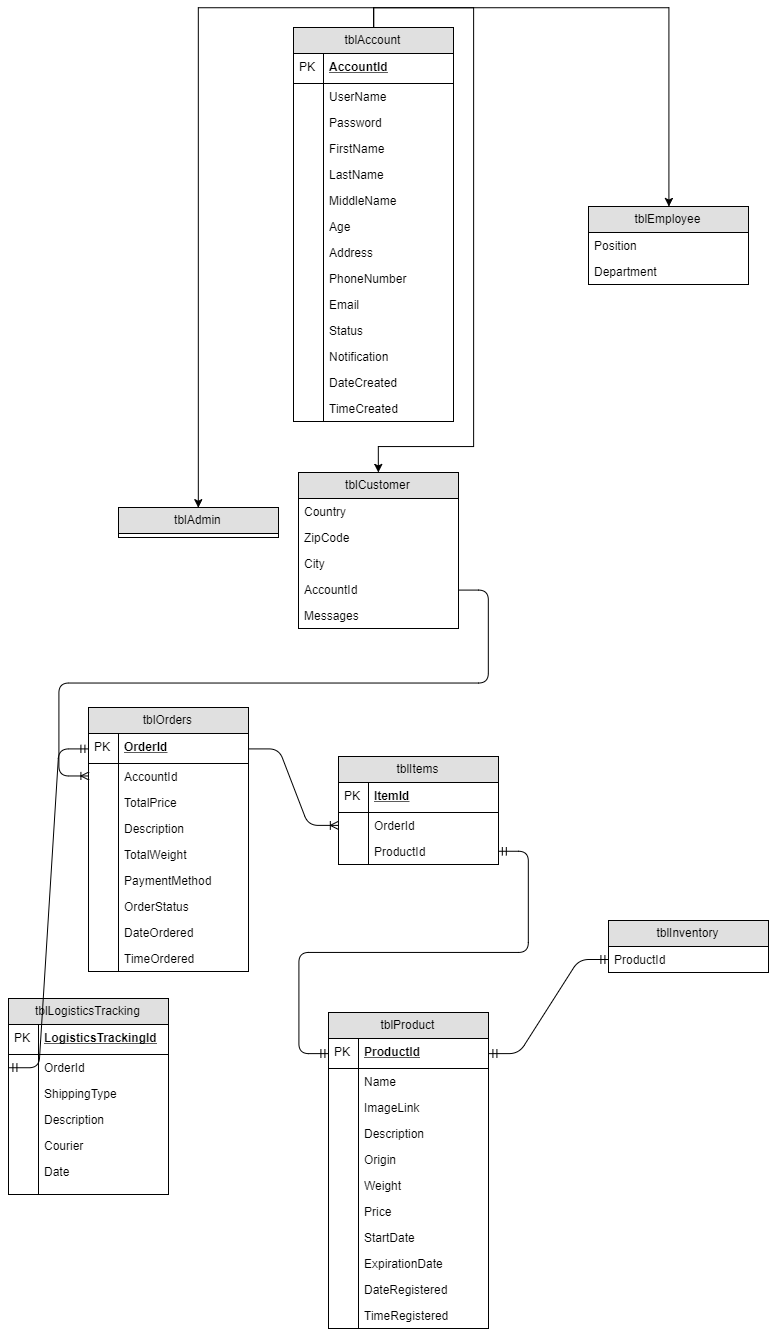 tblAccount
PK AccountId
UserName
Password
FirstName
LastName
MiddleName
Age
Address
PhoneNumber
Email
Status
Notification
DateCreated
TimeCreated
tblEmployee
Position
Department
tblAdmin
tblCustomer
Country
ZipCode
City
AccountId
Messages
tblOrders
PK OrderId
AccountId
TotalPrice
Description
TotalWeight
PaymentMethod
OrderStatus
DateOrdered
TimeOrdered
tblItems
PK ItemId
OrderId
ProductId
tblInventory
ProductId
tblLogisticsTracking
PK LogisticsTrackingId
OrderId
ShippingType
Description
Courier
Date
tblProduct
PK ProductId
Name
ImageLink
Description
Origin
Weight
Price
StartDate
ExpirationDate
DateRegistered
TimeRegistered